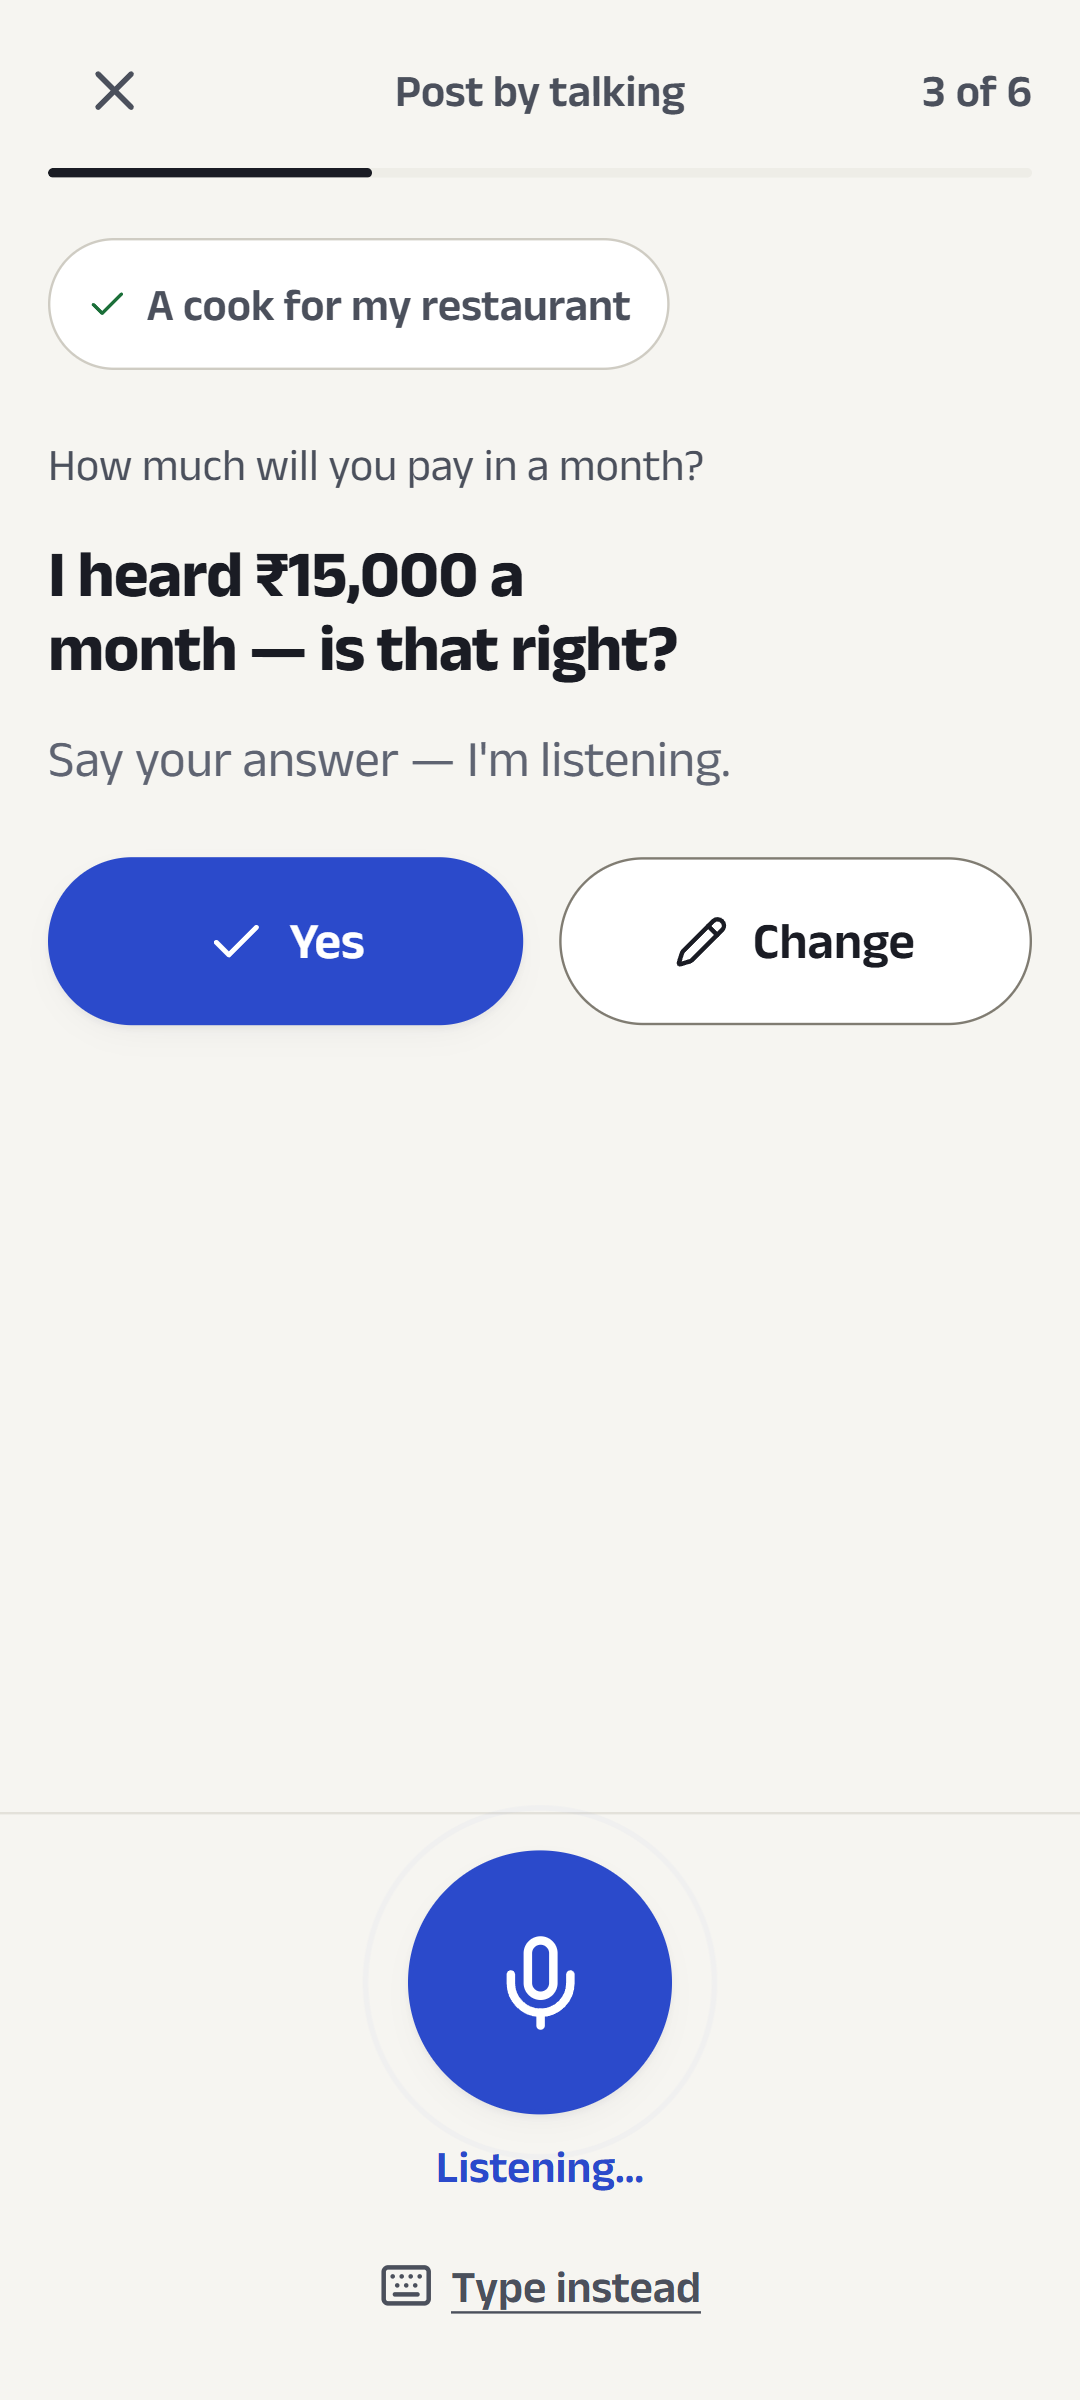 Post by talking
3 of 6
A cook for my restaurant
How much will you pay in a month?
I heard ₹15,000 a
month — is that right?
Say your answer — I'm listening.
Yes
Change
Listening...
Type instead